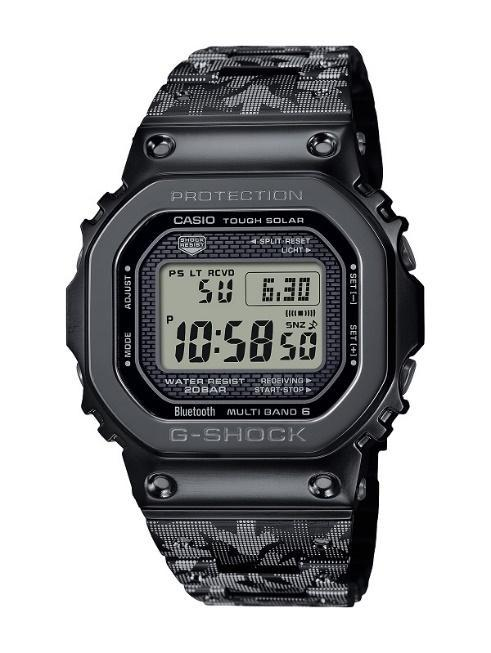 PROTECTION
CASIO TOUGH SOLAR
SHOCK RESIST
◄ SPLIT·RESET
LIGHT ►
ADJUST
MODE
SET [-]
SET [+]
PS LT RCVD
SU 6.30
SNZ
P 10:58 50
WATER RESIST
20BAR
RECEIVING ►
START·STOP ►
Bluetooth MULTI BAND 6
G-SHOCK